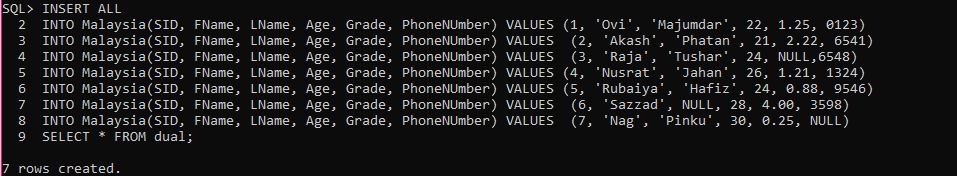 SQL> INSERT ALL
2 INTO Malaysia(SID, FName, LName, Age, Grade, PhoneNUmber) VALUES (1, 'Ovi', 'Majumdar', 22, 1.25, 0123)
3 INTO Malaysia(SID, FName, LName, Age, Grade, PhoneNUmber) VALUES  (2, 'Akash', 'Phatan', 21, 2.22, 6541)
4 INTO Malaysia(SID, FName, LName, Age, Grade, PhoneNUmber) VALUES  (3, 'Raja', 'Tushar', 24, NULL,6548)
5 INTO Malaysia(SID, FName, LName, Age, Grade, PhoneNUmber) VALUES (4, 'Nusrat', 'Jahan', 26, 1.21, 1324)
6 INTO Malaysia(SID, FName, LName, Age, Grade, PhoneNUmber) VALUES (5, 'Rubaiya', 'Hafiz', 24, 0.88, 9546)
7 INTO Malaysia(SID, FName, LName, Age, Grade, PhoneNUmber) VALUES  (6, 'Sazzad', NULL, 28, 4.00, 3598)
8 INTO Malaysia(SID, FName, LName, Age, Grade, PhoneNUmber) VALUES  (7, 'Nag', 'Pinku', 30, 0.25, NULL)
9 SELECT * FROM dual;
7 rows created.